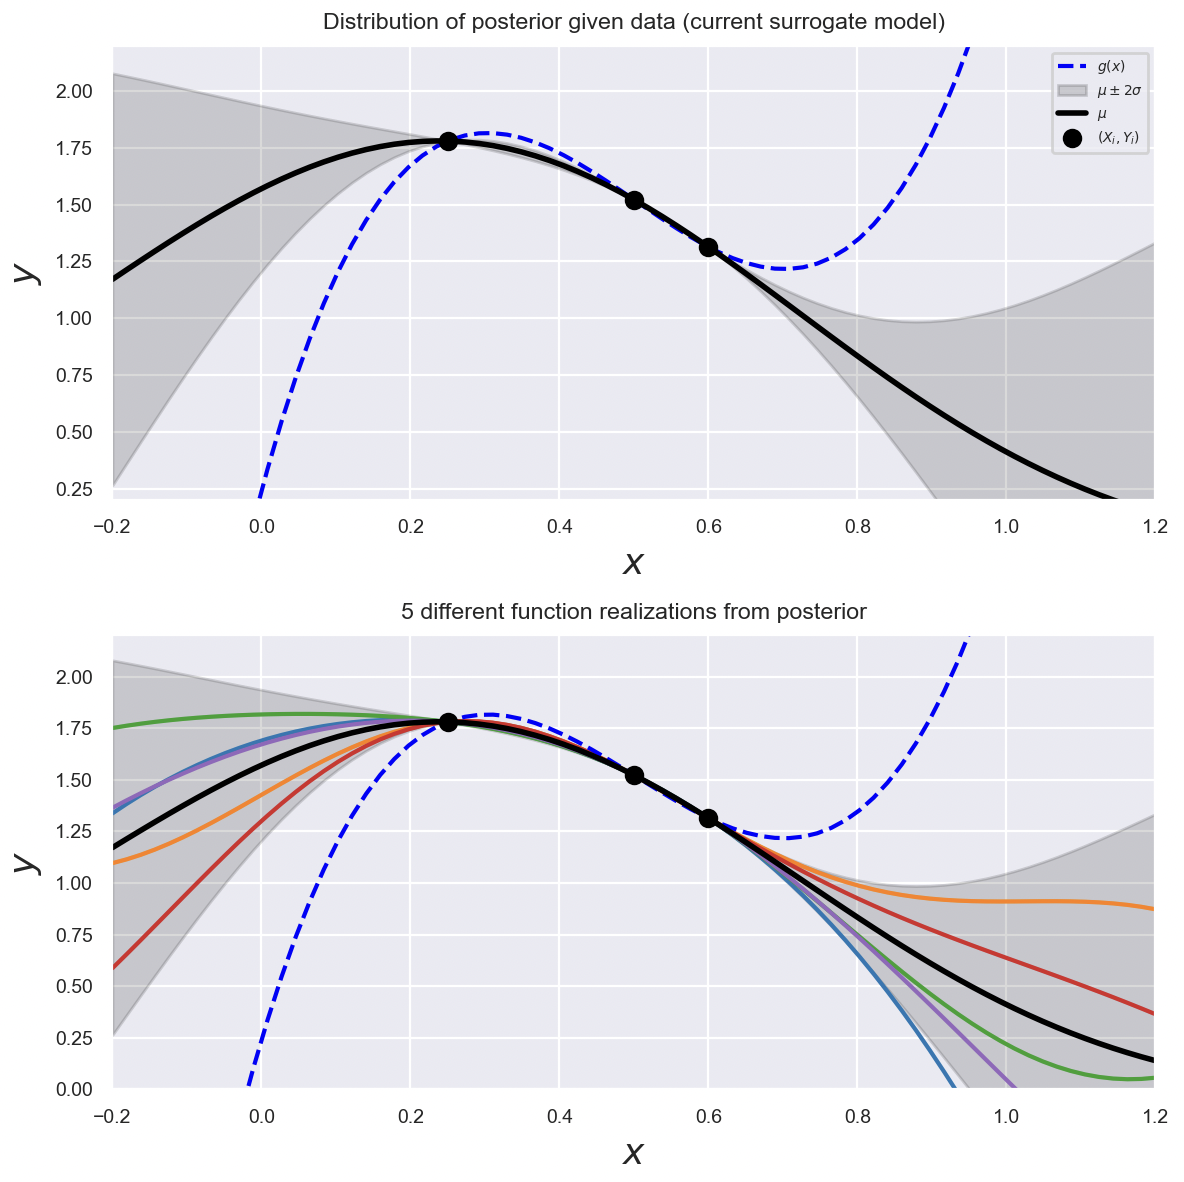 Distribution of posterior given data (current surrogate model)
g(x)
μ ± 2σ
μ
(X_i, Y_i)
2.00
1.75
1.50
1.25
1.00
0.75
0.50
0.25
y
−0.2 0.0 0.2 0.4 0.6 0.8 1.0 1.2
x
5 different function realizations from posterior
2.00
1.75
1.50
1.25
1.00
0.75
0.50
0.25
0.00
y
−0.2 0.0 0.2 0.4 0.6 0.8 1.0 1.2
x